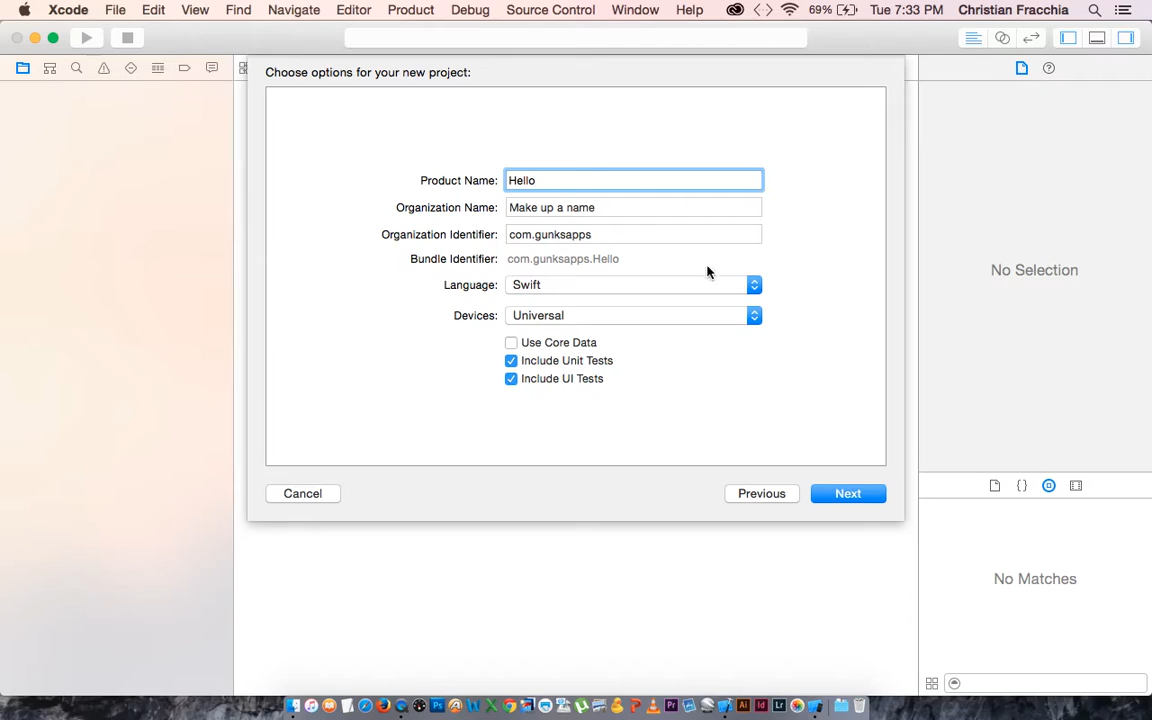 Xcode File Edit View Find Navigate Editor Product Debug Source Control Window Help 69% Tue 7:33 PM Christian Fracchia
Choose options for your new project:
Product Name: Hello
Organization Name: Make up a name
Organization Identifier: com.gunksapps
Bundle Identifier: com.gunksapps.Hello
Language: Swift
Devices: Universal
Use Core Data
Include Unit Tests
Include UI Tests
Cancel Previous Next
No Selection
No Matches